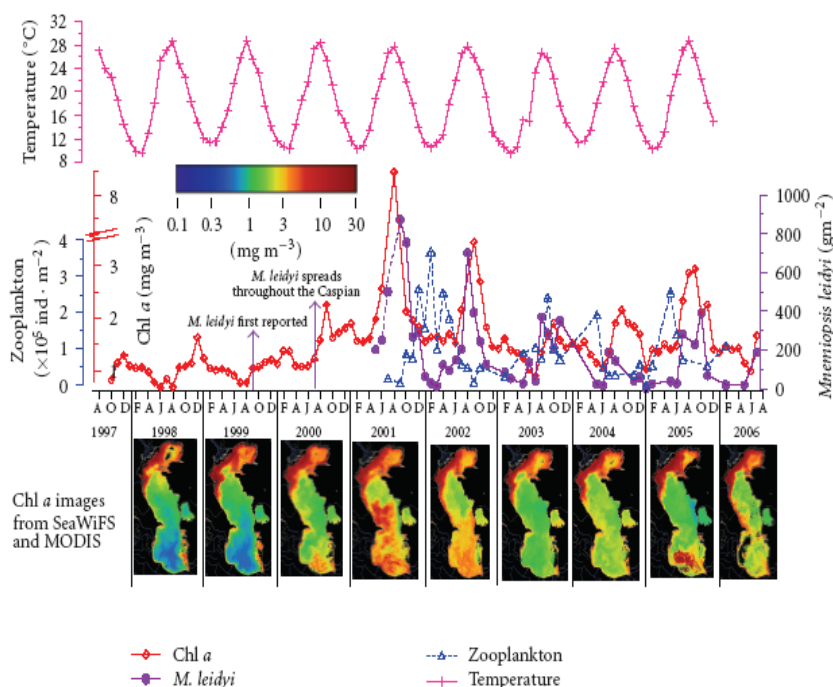 Temperature (°C)
32
28
24
20
16
12
8
0.1 0.3 1 3 10 30
(mg m−3)
Zooplankton
(×10⁵ ind · m−2)
4
3
2
1
0
Chl a (mg m−3)
8
3
2
1
M. leidyi first reported
M. leidyi spreads
throughout the Caspian
Mnemiopsis leidyi (gm−2)
1000
800
600
400
200
0
A O D F A J A O D F A J A O D F A J A O D F A J A O D F A J A O D F A J A O D F A J A O D F A J A O D F A J A
1997 1998 1999 2000 2001 2002 2003 2004 2005 2006
Chl a images
from SeaWiFS
and MODIS
Chl a
M. leidyi
Zooplankton
Temperature